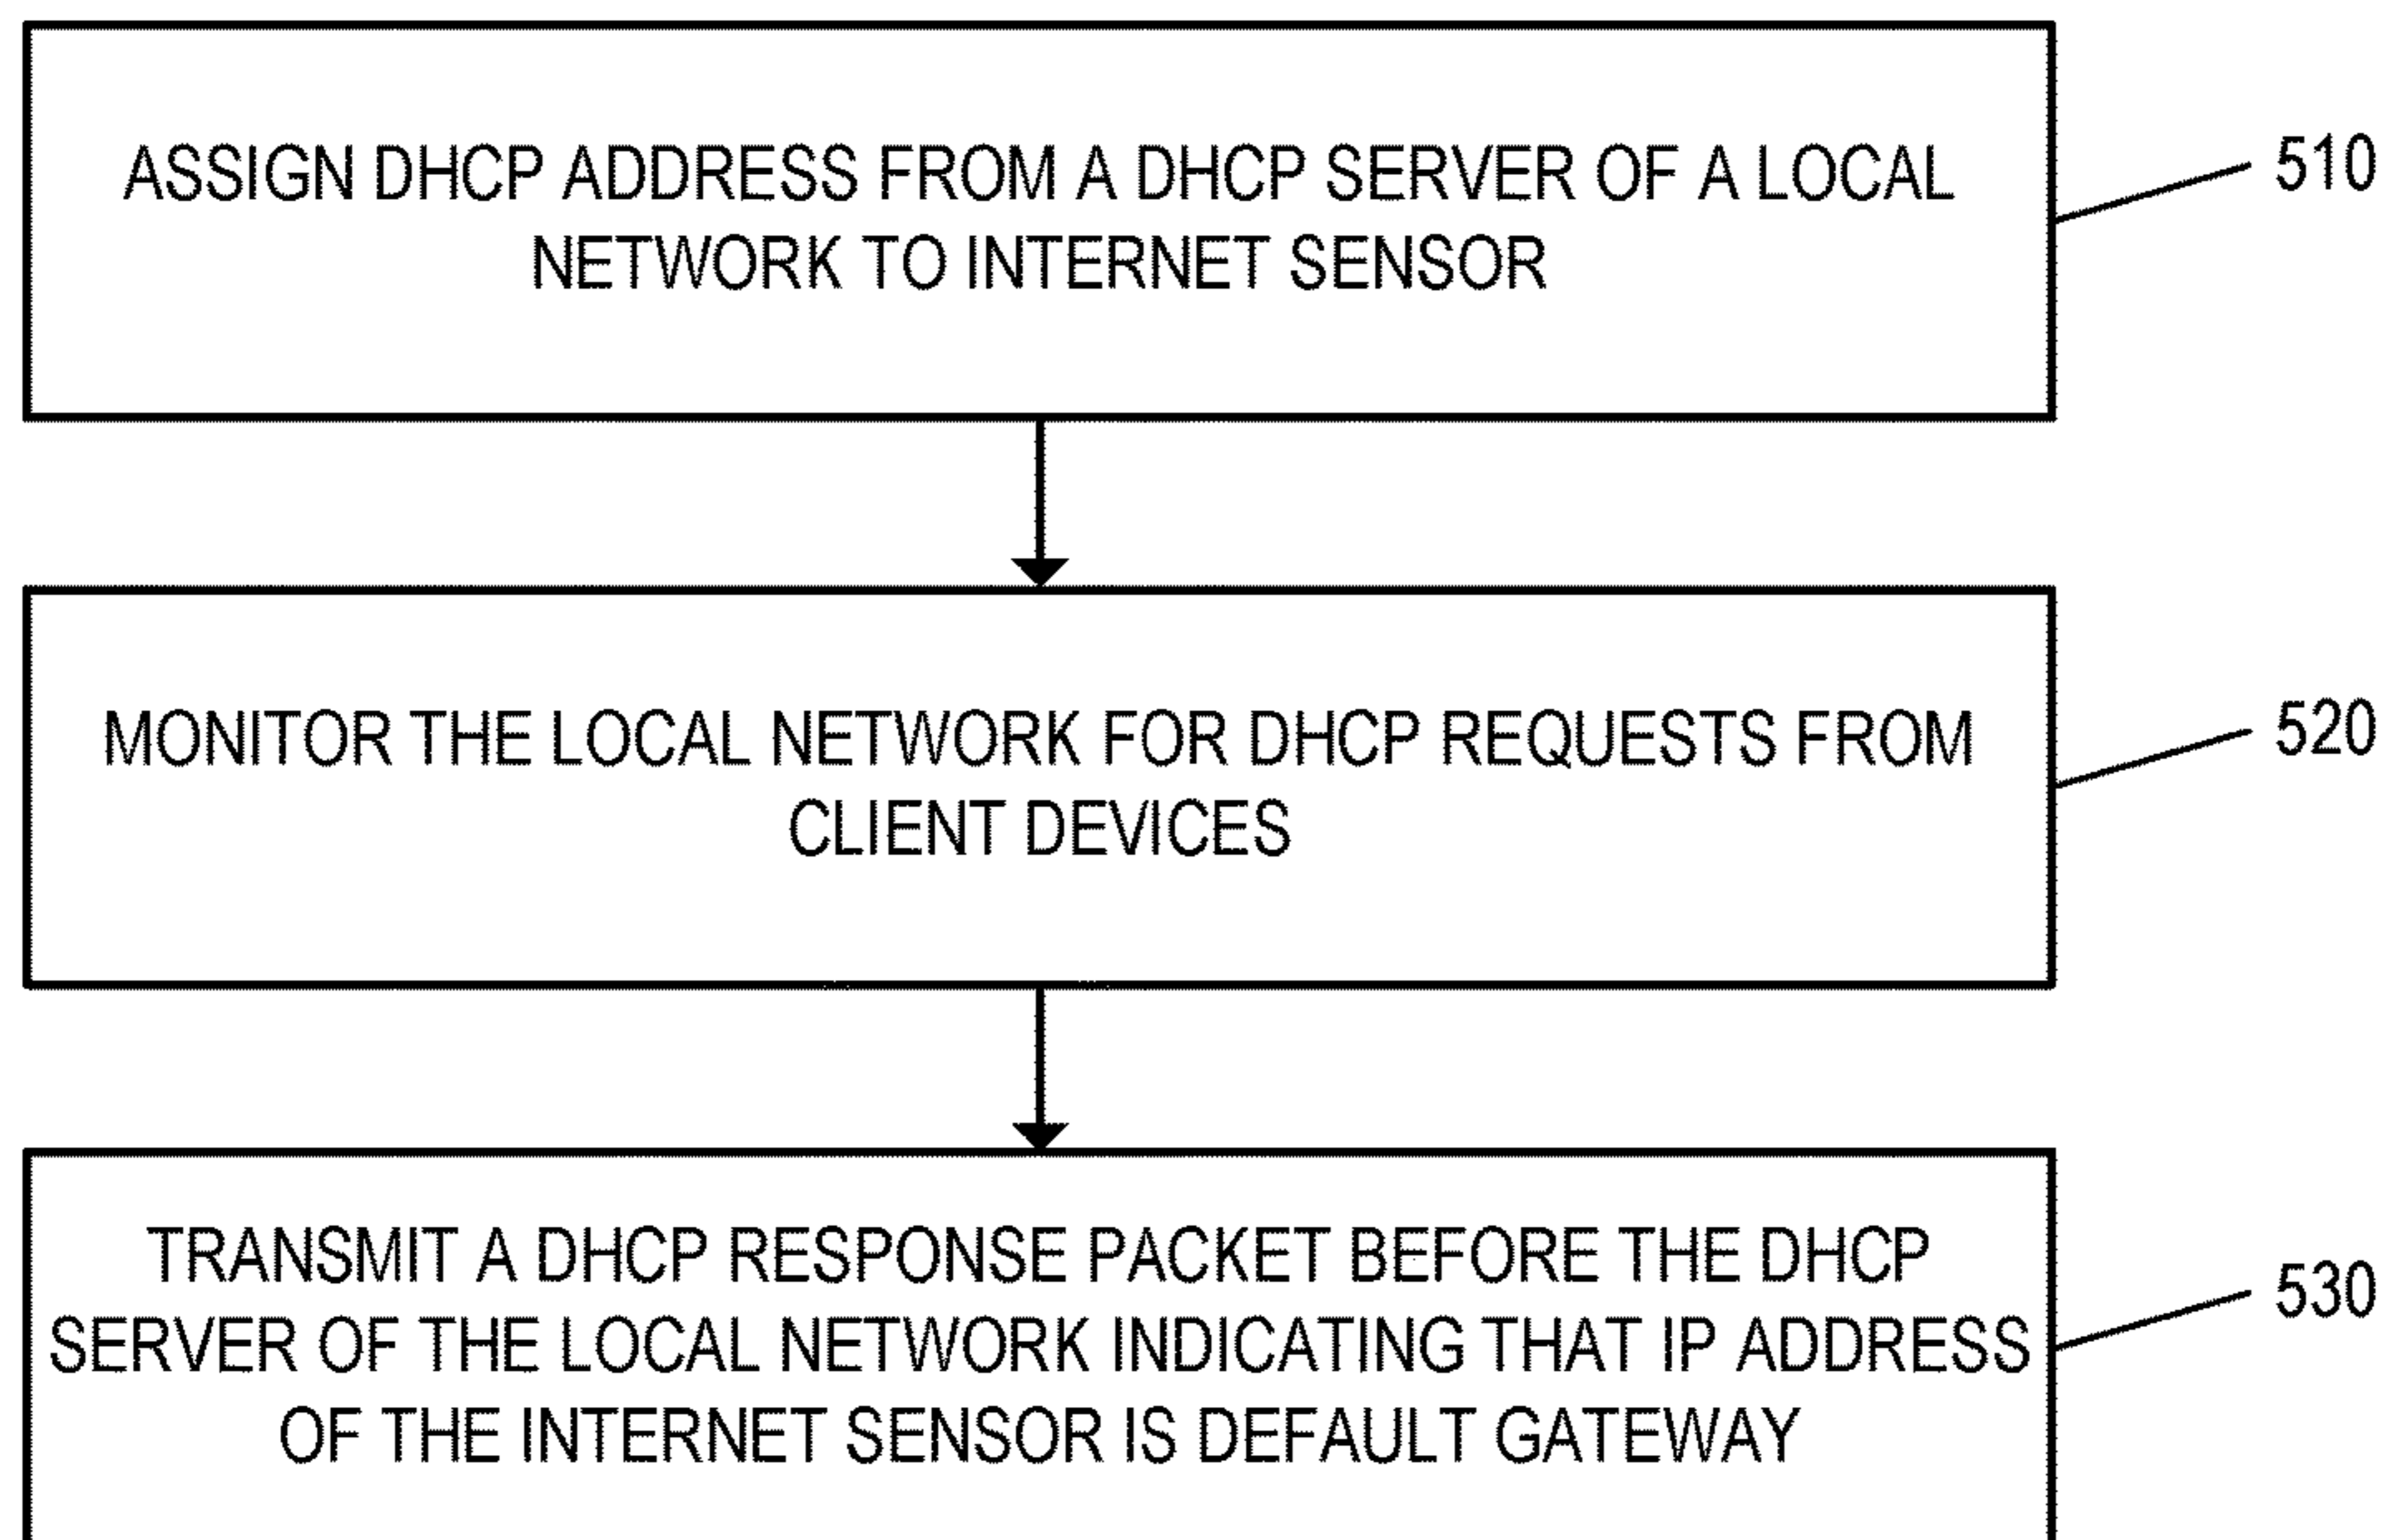 ASSIGN DHCP ADDRESS FROM A DHCP SERVER OF A LOCAL
NETWORK TO INTERNET SENSOR
510
MONITOR THE LOCAL NETWORK FOR DHCP REQUESTS FROM
CLIENT DEVICES
520
TRANSMIT A DHCP RESPONSE PACKET BEFORE THE DHCP
SERVER OF THE LOCAL NETWORK INDICATING THAT IP ADDRESS
OF THE INTERNET SENSOR IS DEFAULT GATEWAY
530